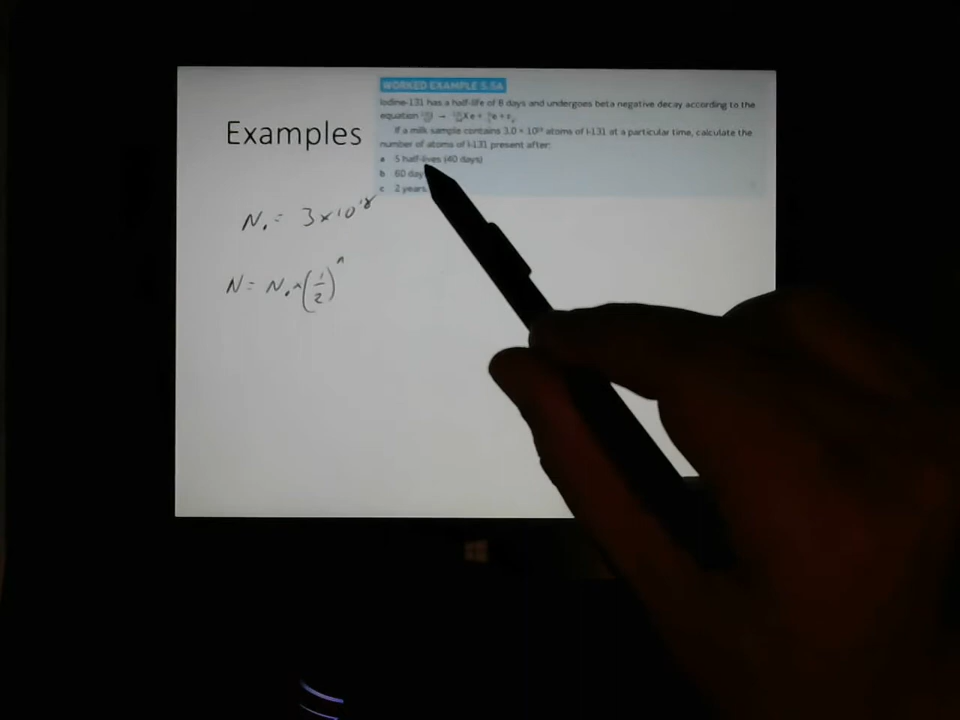 WORKED EXAMPLE 5.5A
Examples
Iodine-131 has a half-life of 8 days and undergoes beta negative decay according to the
equation → Xe + e +
If a milk sample contains 3.0 × 10 atoms of I-131 at a particular time, calculate the
number of atoms of I-131 present after:
a 5 half-lives (40 days)
b 60 day
c 2 years
N₀ = 3×10¹⁸
N = N₀ × (1/2)ⁿ